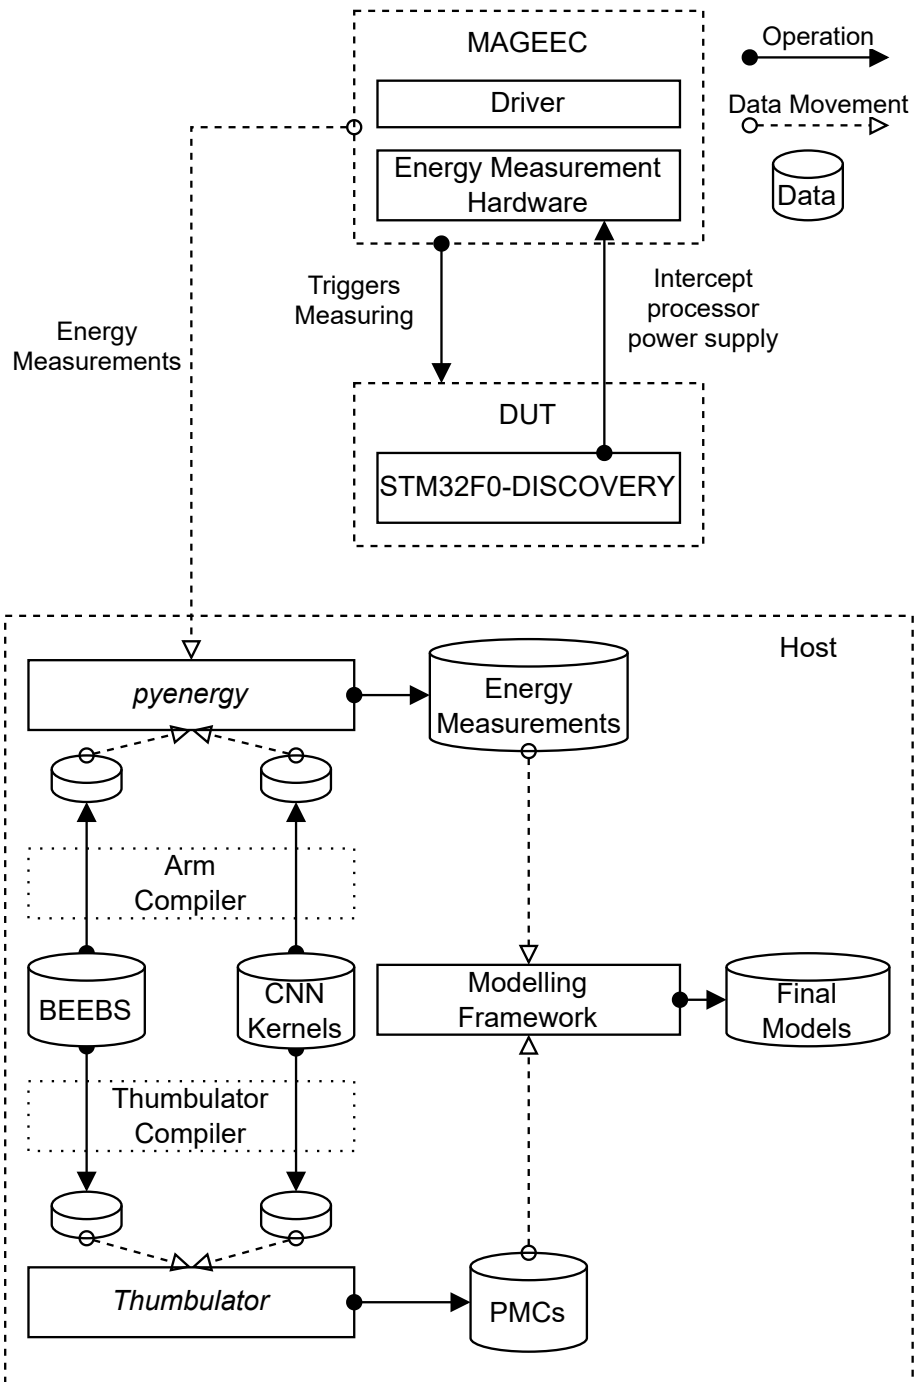 MAGEEC
Driver
Energy Measurement
Hardware
Operation
Data Movement
Data
Triggers
Measuring
Intercept
processor
power supply
Energy
Measurements
DUT
STM32F0-DISCOVERY
Host
pyenergy
Energy
Measurements
Arm
Compiler
BEEBS
CNN
Kernels
Modelling
Framework
Final
Models
Thumbulator
Compiler
Thumbulator
PMCs